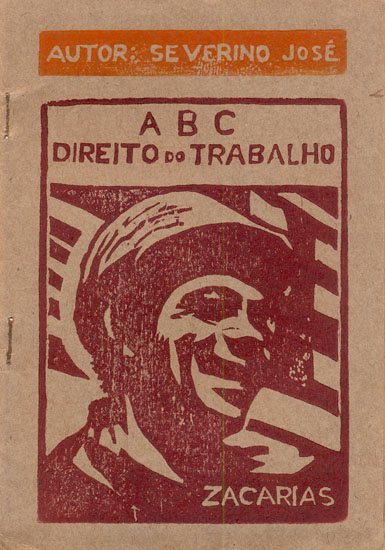 AUTOR: SEVERINO JOSÉ
A B C
DIREITO DO TRABALHO
ZACARIAS